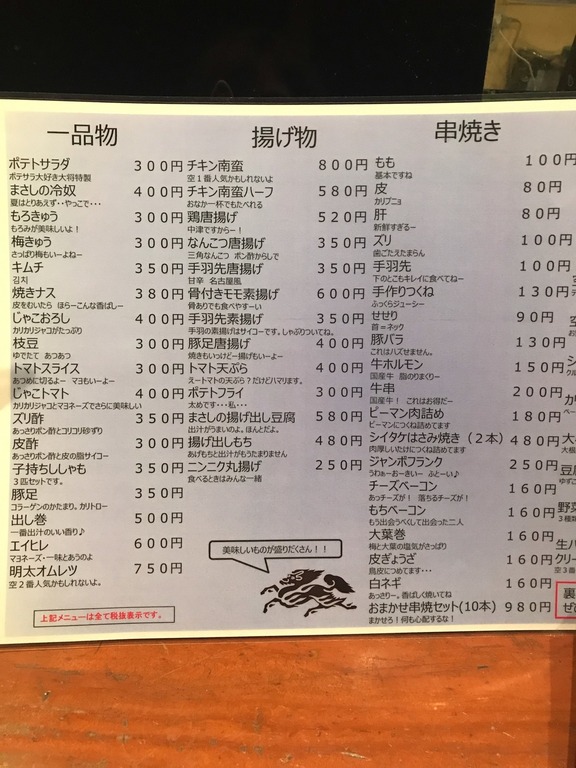 一品物
ポテトサラダ 300円
ポテサラ大好き大将特製
まさしの冷奴 400円
夏はとりあえず・・やっこで・・・
もろきゅう 300円
もろみが美味しいよ!
梅きゅう 300円
さっぱり梅もいーよねー
キムチ 350円
김치
焼きナス 380円
皮をむいたら ほらーこんな香ばしー
じゃこおろし 400円
カリカリジャコがたっぷり
枝豆 300円
ゆでたて あつあつ
トマトスライス 300円
あつめに切るよー マヨもいーよー
じゃこトマト 400円
カリカリジャコとマヨネーズでさらに美味しい
ズリ酢 350円
あっさりポン酢とコリコリ砂ずり
皮酢 300円
あっさりポン酢と皮の脂サイコー
子持ちししゃも 350円
3匹セットです。
豚足 350円
コラーゲンのかたまり。カリトロー
出し巻 500円
一番出汁のいい香り♪
エイヒレ 600円
マヨネーズ・一味とあうのよ
明太オムレツ 750円
空2番人気かもしれないよ。
上記メニューは全て税抜表示です。
揚げ物
チキン南蛮 800円
空1番人気かもしれないよ
チキン南蛮ハーフ 580円
おなか一杯でもたべれる
鶏唐揚げ 520円
中津ですからー!
なんこつ唐揚げ 350円
三角なんこつ ポン酢からしで
手羽先唐揚げ 350円
甘辛 名古屋風
骨付きモモ素揚げ 600円
骨ありでも食べやすーい
手羽先素揚げ 350円
手羽の素揚げはサイコーです。しゃぶりついてね。
豚足唐揚げ 400円
焼きもいっけどー揚げもいーよー
トマト天ぷら 400円
えートマトの天ぷら?だけどハマリます。
ポテトフライ 300円
太めです・・私・・・
まさしの揚げ出し豆腐 580円
出汁がうまいのよ。ほんとだよ。
揚げ出しもち 480円
あげもちと出汁がもうたまりません
ニンニク丸揚げ 250円
食べるときはみんな一緒
美味しいものが盛りだくさん!!
串焼き
もも 100円
基本ですね
皮 80円
カリプニョ
肝 80円
新鮮すぎるー
ズリ 100円
歯ごたえたまらん
手羽先 100円
下のとこもキレイに食べてねー
手作りつくね 130円
ふっくらジューシー
せせり 90円
首=ネック
豚バラ 130円
これはハズせません。
牛ホルモン 150円
国産牛 脂のりまくりー
牛串 200円
国産牛! これはお得だー
ピーマン肉詰め 180円
ピーマンにつくね詰めてます
シイタケはさみ焼き(2本) 480円
肉厚しいたけにつくね詰めてます
ジャンボフランク 250円
うわぉーおーきいー ふとーい♪
チーズベーコン 160円
あっチーズが! 落ちるチーズが!
もちベーコン 160円
もう出会うべくして出会った二人
大葉巻 160円
梅と大葉の塩気がさっぱり
皮ぎょうざ 160円
鳥皮につめてます・・・
白ネギ 160円
あっさりー。香ばしく焼いてね
おまかせ串焼セット(10本) 980円
まかせろ!何も心配するな!